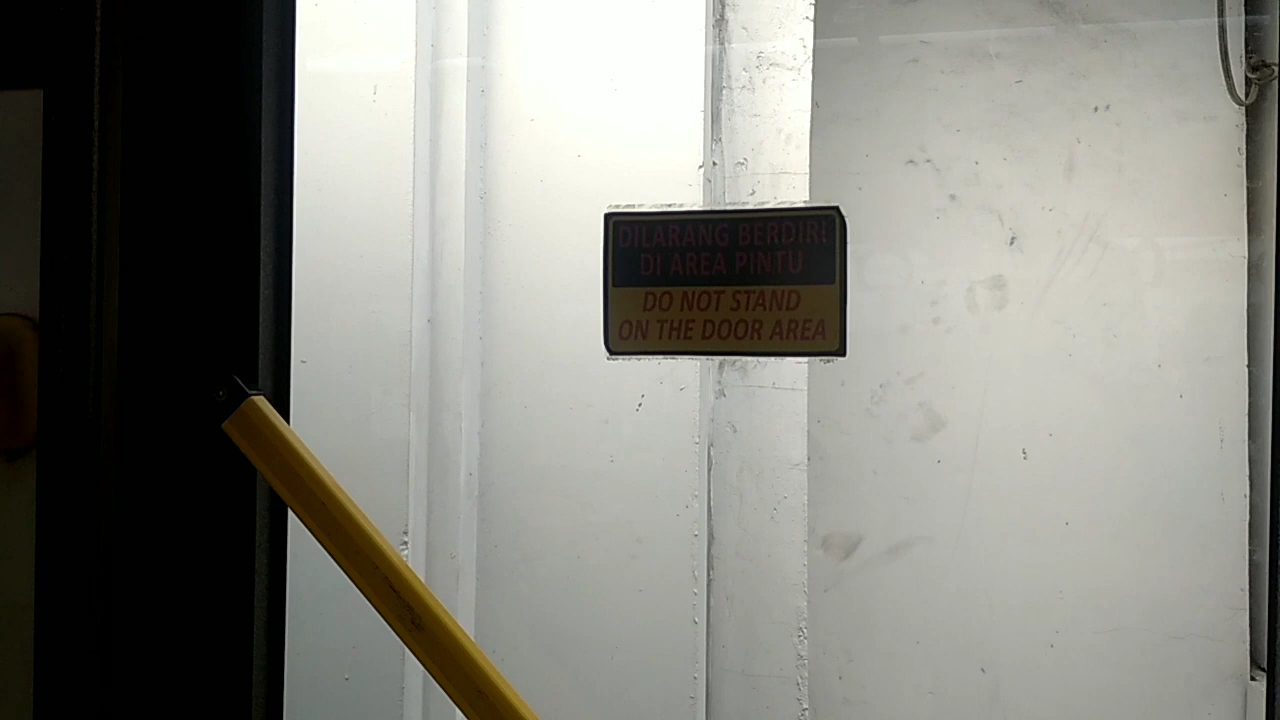 DILARANG BERDIRI
DI AREA PINTU
DO NOT STAND
ON THE DOOR AREA